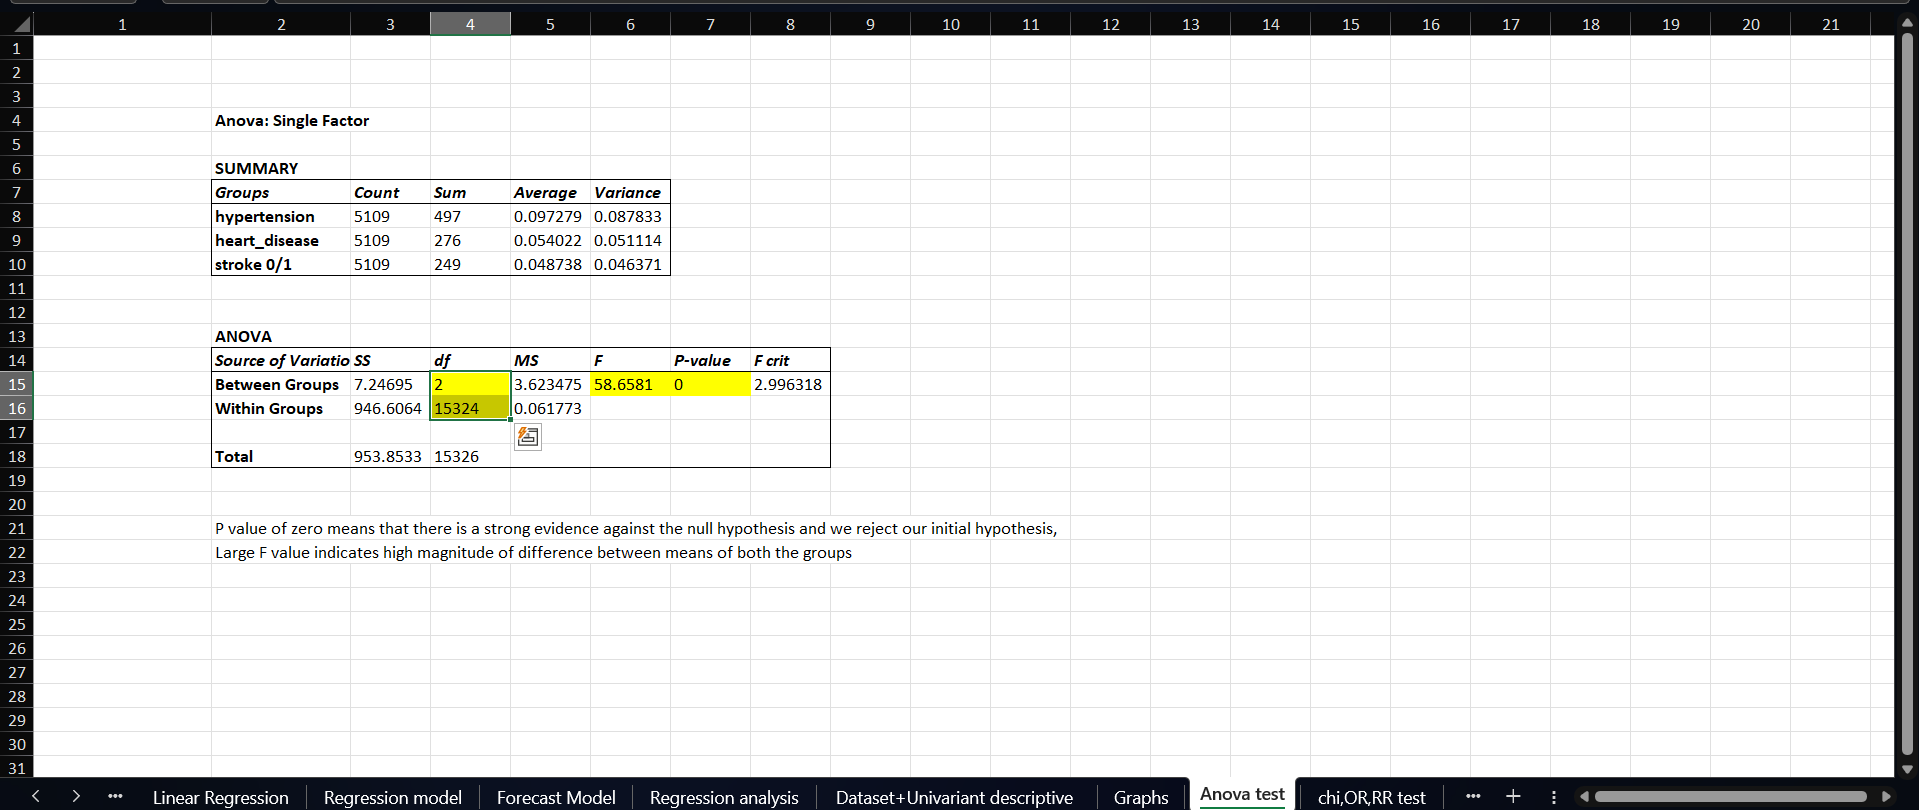 1 2 3 4 5 6 7 8 9 10 11 12 13 14 15 16 17 18 19 20 21
1
2
3
4 Anova: Single Factor
5
6 SUMMARY
7 Groups Count Sum Average Variance
8 hypertension 5109 497 0.097279 0.087833
9 heart_disease 5109 276 0.054022 0.051114
10 stroke 0/1 5109 249 0.048738 0.046371
11
12
13 ANOVA
14 Source of Variatio SS df MS F P-value F crit
15 Between Groups 7.24695 2 3.623475 58.6581 0 2.996318
16 Within Groups 946.6064 15324 0.061773
17
18 Total 953.8533 15326
19
20
21 P value of zero means that there is a strong evidence against the null hypothesis and we reject our initial hypothesis,
22 Large F value indicates high magnitude of difference between means of both the groups
23
24
25
26
27
28
29
30
31
Linear Regression Regression model Forecast Model Regression analysis Dataset+Univariant descriptive Graphs Anova test chi,OR,RR test